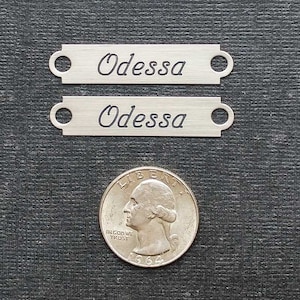 Odessa
Odessa
LIBERTY
IN GOD WE
TRUST
1964